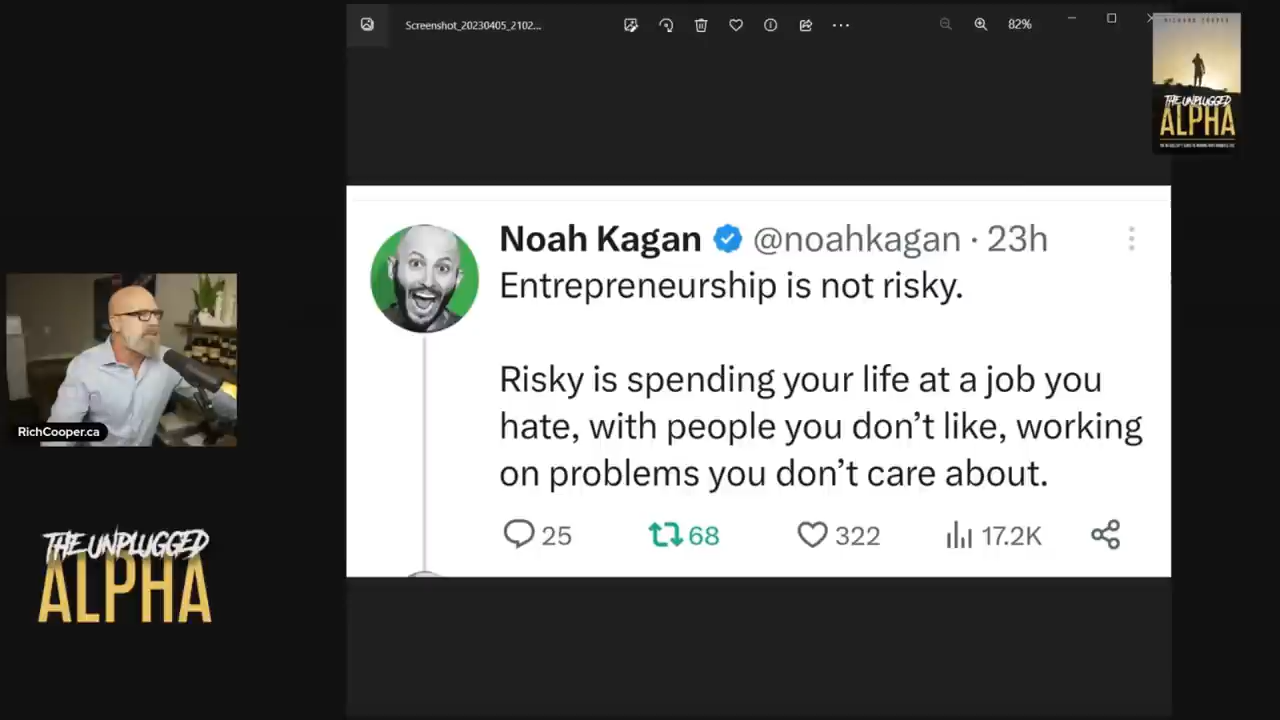 Screenshot_20230405_2102...
82%
RICHARD COOPER
THE UNPLUGGED
ALPHA
Noah Kagan @noahkagan · 23h
Entrepreneurship is not risky.
Risky is spending your life at a job you
hate, with people you don’t like, working
on problems you don’t care about.
25 68 322 17.2K
RichCooper.ca
THE UNPLUGGED
ALPHA